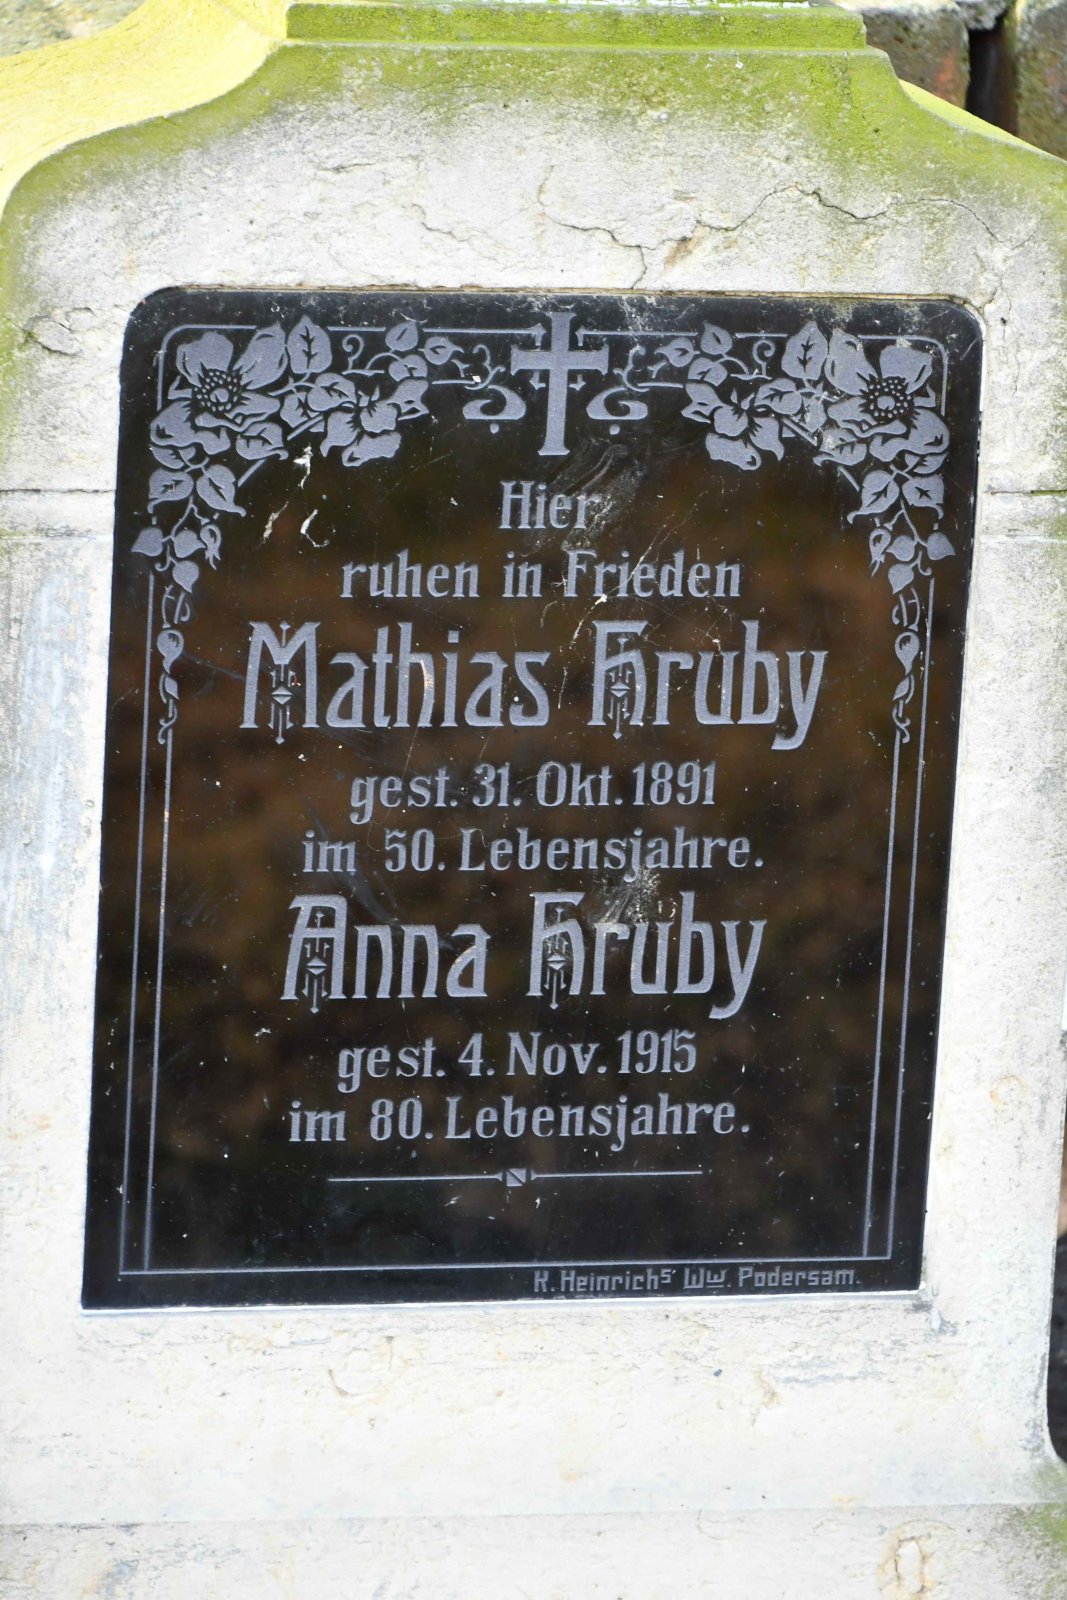 Hier
ruhen in Frieden
Mathias Hruby
gest. 31. Okt. 1891
im 50. Lebensjahre.
Anna Hruby
gest. 4. Nov. 1915
im 80. Lebensjahre.
K. Heinrichs' Ww. Podersam.